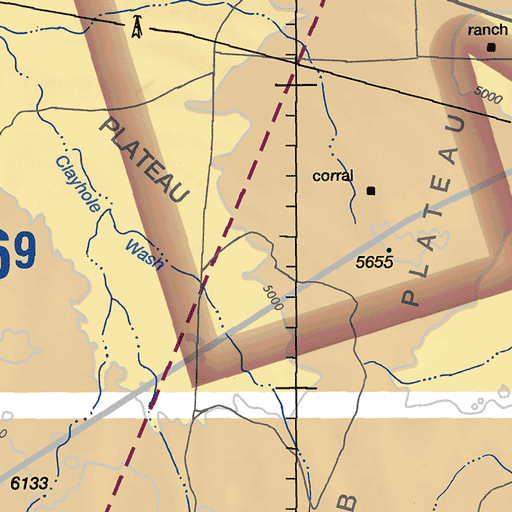 ranch
5000
PLATEAU
PLATEAU
Clayhole
Wash
corral
5655
69
5000
6133
B